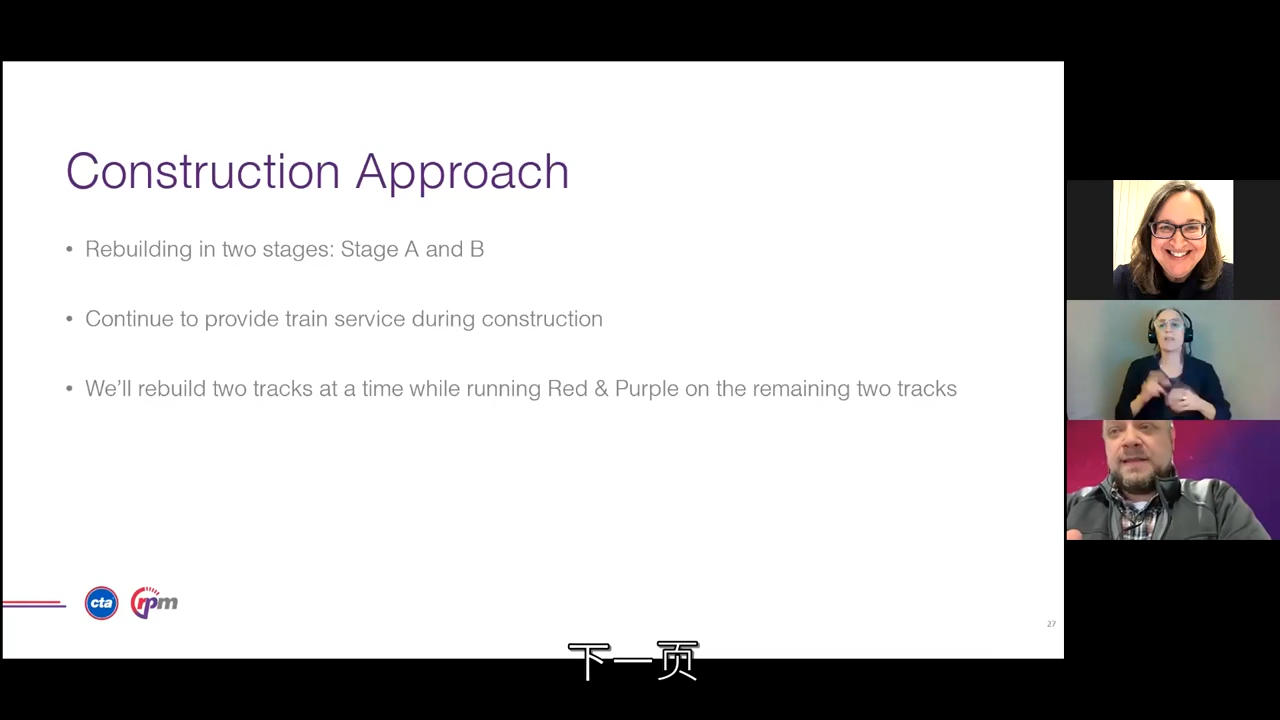 Construction Approach
• Rebuilding in two stages: Stage A and B
• Continue to provide train service during construction
• We’ll rebuild two tracks at a time while running Red & Purple on the remaining two tracks
cta rpm
27
下一页